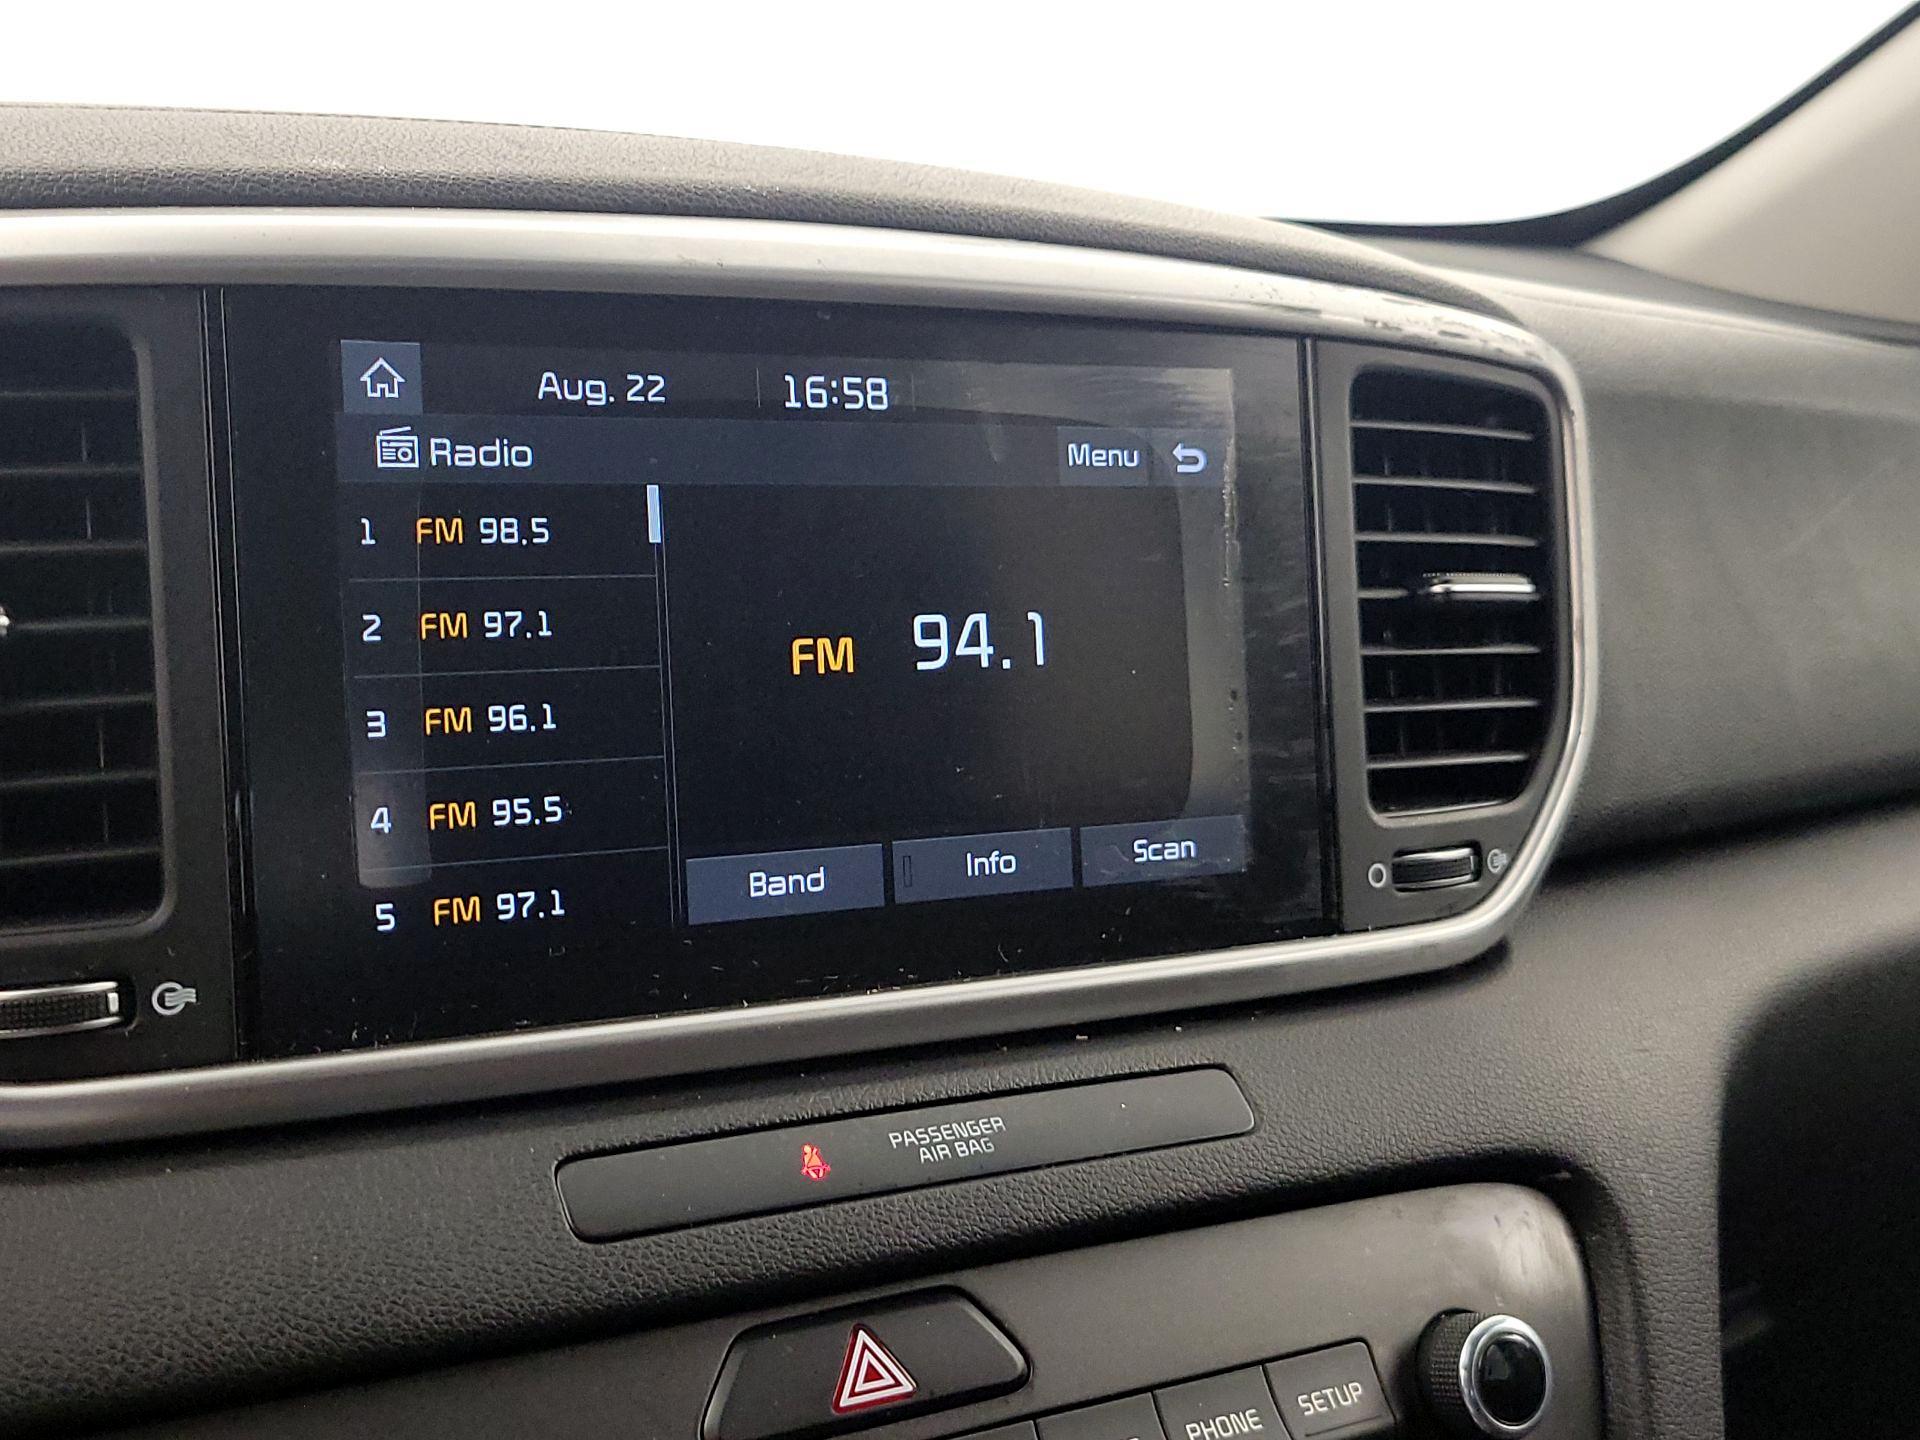 Aug. 22 16:58
Radio Menu
1 FM 98.5
2 FM 97.1
3 FM 96.1
4 FM 95.5
5 FM 97.1
FM 94.1
Band Info Scan
PASSENGER
AIR BAG
PHONE SETUP